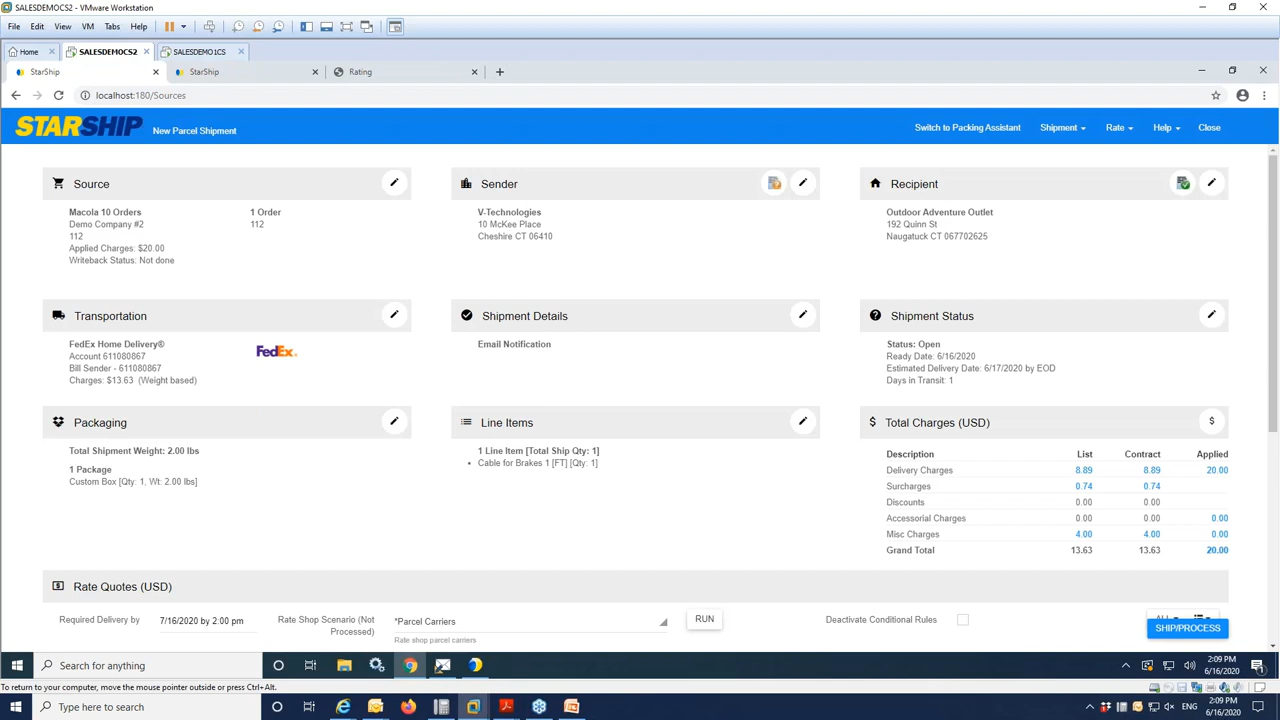 SALESDEMOCS2 - VMware Workstation
File Edit View VM Tabs Help
Home SALESDEMOCS2 SALESDEMO1CS
StarShip StarShip Rating
localhost:180/Sources
STARSHIP New Parcel Shipment Switch to Packing Assistant Shipment Rate Help Close
Source
Macola 10 Orders 1 Order
Demo Company #2 112
112
Applied Charges: $20.00
Writeback Status: Not done
Sender
V-Technologies
10 McKee Place
Cheshire CT 06410
Recipient
Outdoor Adventure Outlet
192 Quinn St
Naugatuck CT 067702625
Transportation
FedEx Home Delivery®
Account 611080867
Bill Sender - 611080867
Charges: $13.63 (Weight based)
FedEx
Shipment Details
Email Notification
Shipment Status
Status: Open
Ready Date: 6/16/2020
Estimated Delivery Date: 6/17/2020 by EOD
Days in Transit: 1
Packaging
Total Shipment Weight: 2.00 lbs
1 Package
Custom Box [Qty: 1, Wt: 2.00 lbs]
Line Items
1 Line Item [Total Ship Qty: 1]
• Cable for Brakes 1 [FT] [Qty: 1]
$ Total Charges (USD) $
Description List Contract Applied
Delivery Charges 8.89 8.89 20.00
Surcharges 0.74 0.74
Discounts 0.00 0.00
Accessorial Charges 0.00 0.00 0.00
Misc Charges 4.00 4.00 0.00
Grand Total 13.63 13.63 20.00
Rate Quotes (USD)
Required Delivery by 7/16/2020 by 2:00 pm Rate Shop Scenario (Not *Parcel Carriers RUN Deactivate Conditional Rules
Processed)
Rate shop parcel carriers
SHIP/PROCESS
Search for anything 2:09 PM
6/16/2020
To return to your computer, move the mouse pointer outside or press Ctrl+Alt.
Type here to search ENG 2:09 PM
6/16/2020